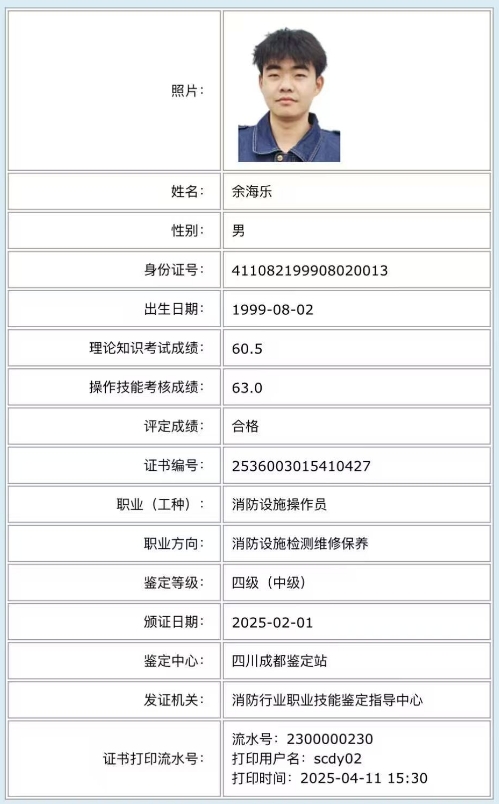 照片：
姓名： 余海乐
性别： 男
身份证号： 411082199908020013
出生日期： 1999-08-02
理论知识考试成绩： 60.5
操作技能考核成绩： 63.0
评定成绩： 合格
证书编号： 2536003015410427
职业（工种）： 消防设施操作员
职业方向： 消防设施检测维修保养
鉴定等级： 四级（中级）
颁证日期： 2025-02-01
鉴定中心： 四川成都鉴定站
发证机关： 消防行业职业技能鉴定指导中心
证书打印流水号： 流水号：2300000230
打印用户名：scdy02
打印时间：2025-04-11 15:30